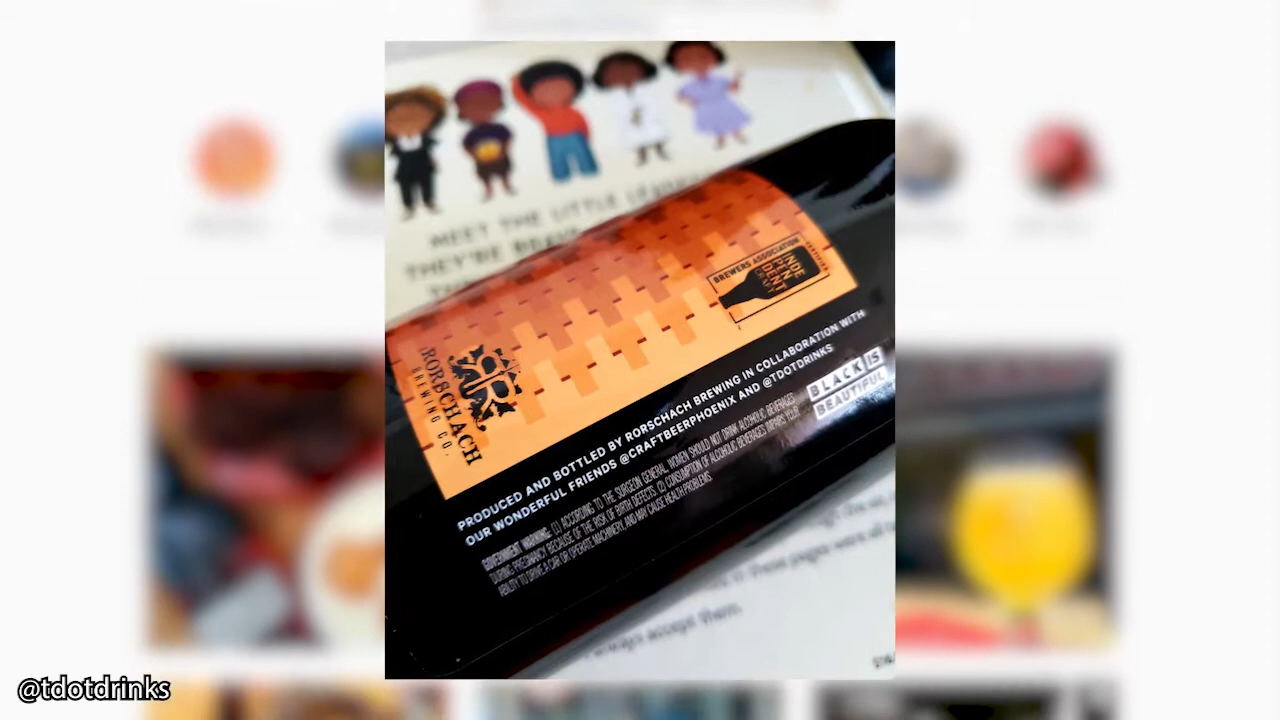 MEET THE LITTLE
THEY'RE
BREWERS ASSOCIATION
INDE
PEN
DENT
CRAFT
CERTIFIED
RORSCHACH
BREWING CO.
PRODUCED AND BOTTLED BY RORSCHACH BREWING IN COLLABORATION WITH
OUR WONDERFUL FRIENDS @CRAFTBEERPHOENIX AND @TDOTDRINKS
BLACK IS
BEAUTIFUL
GOVERNMENT WARNING: (1) ACCORDING TO THE SURGEON GENERAL, WOMEN SHOULD NOT DRINK ALCOHOLIC BEVERAGES
DURING PREGNANCY BECAUSE OF THE RISK OF BIRTH DEFECTS. (2) CONSUMPTION OF ALCOHOLIC BEVERAGES IMPAIRS YOUR
ABILITY TO DRIVE A CAR OR OPERATE MACHINERY, AND MAY CAUSE HEALTH PROBLEMS.
always accept them.
@tdotdrinks